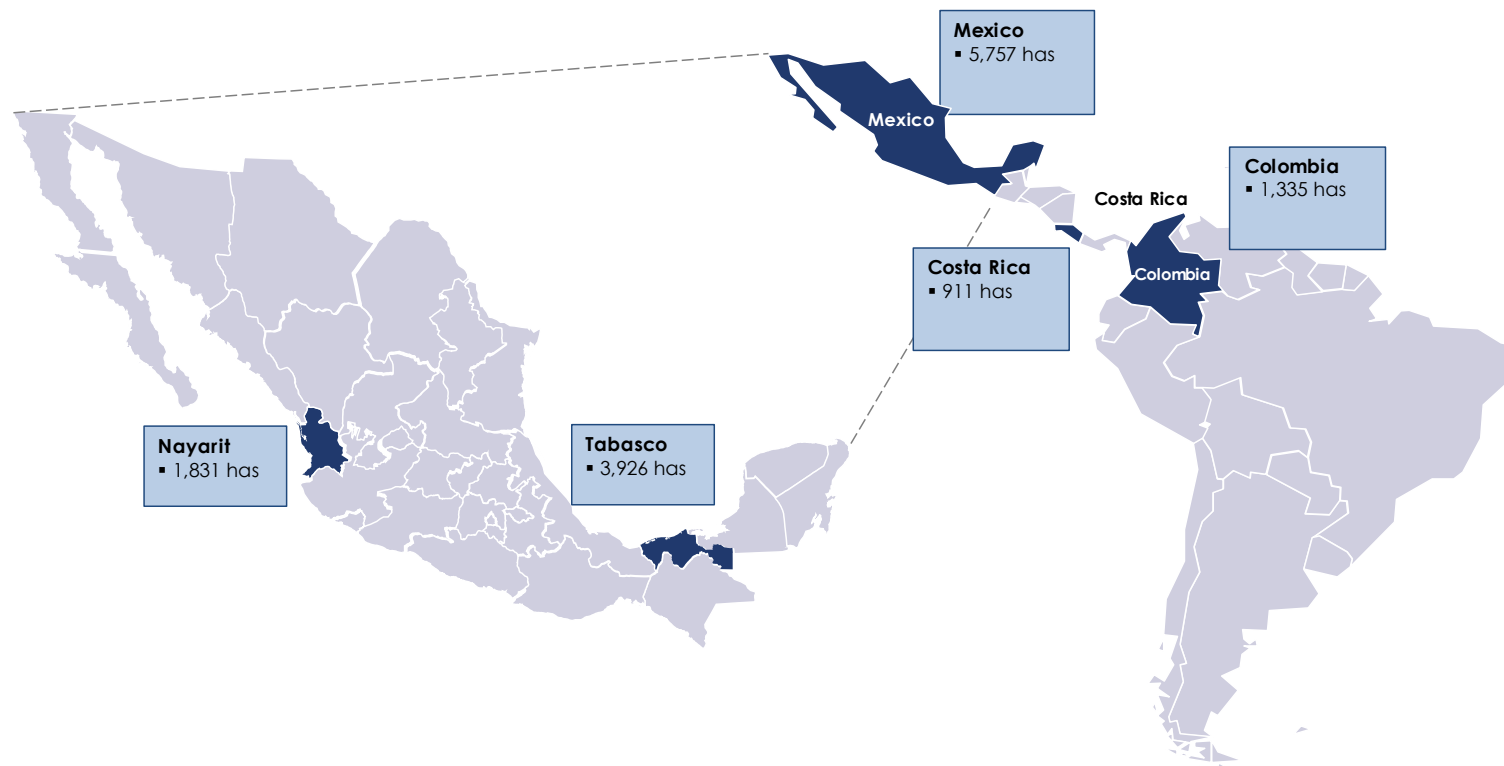 Mexico
▪ 5,757 has
Mexico
Colombia
▪ 1,335 has
Costa Rica
Costa Rica
▪ 911 has
Colombia
Nayarit
▪ 1,831 has
Tabasco
▪ 3,926 has